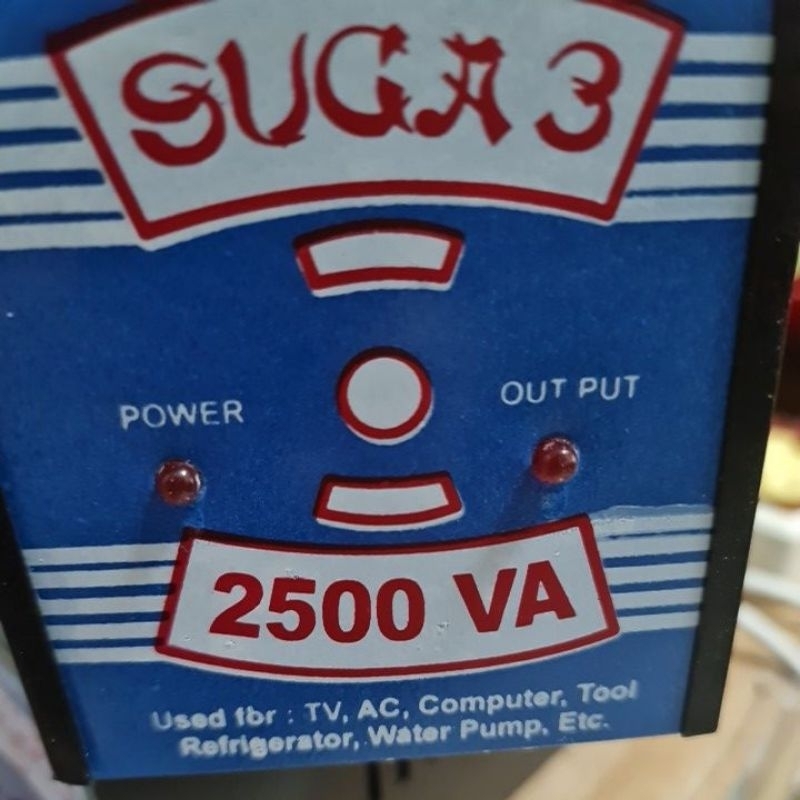 SUGA 3
POWER
OUT PUT
2500 VA
Used for : TV, AC, Computer, Tool
Refrigerator, Water Pump, Etc.